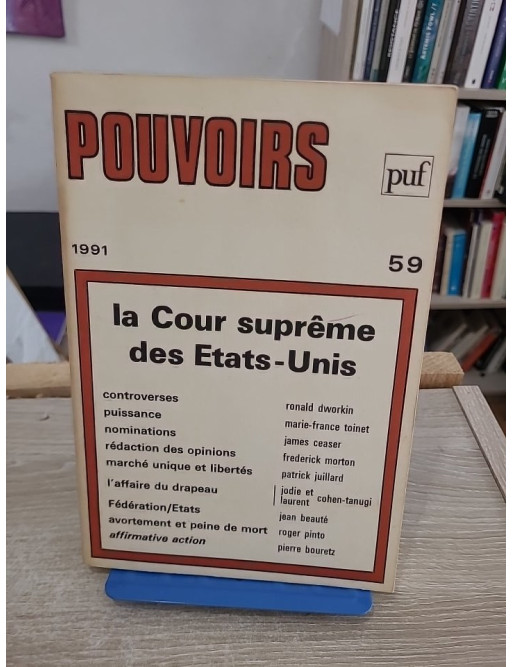 POUVOIRS
puf
1991
59
la Cour suprême
des Etats-Unis
controverses ronald dworkin
puissance marie-france toinet
nominations james ceaser
rédaction des opinions frederick morton
marché unique et libertés patrick juillard
l'affaire du drapeau jodie et laurent cohen-tanugi
Fédération/Etats jean beauté
avortement et peine de mort roger pinto
affirmative action pierre bouretz